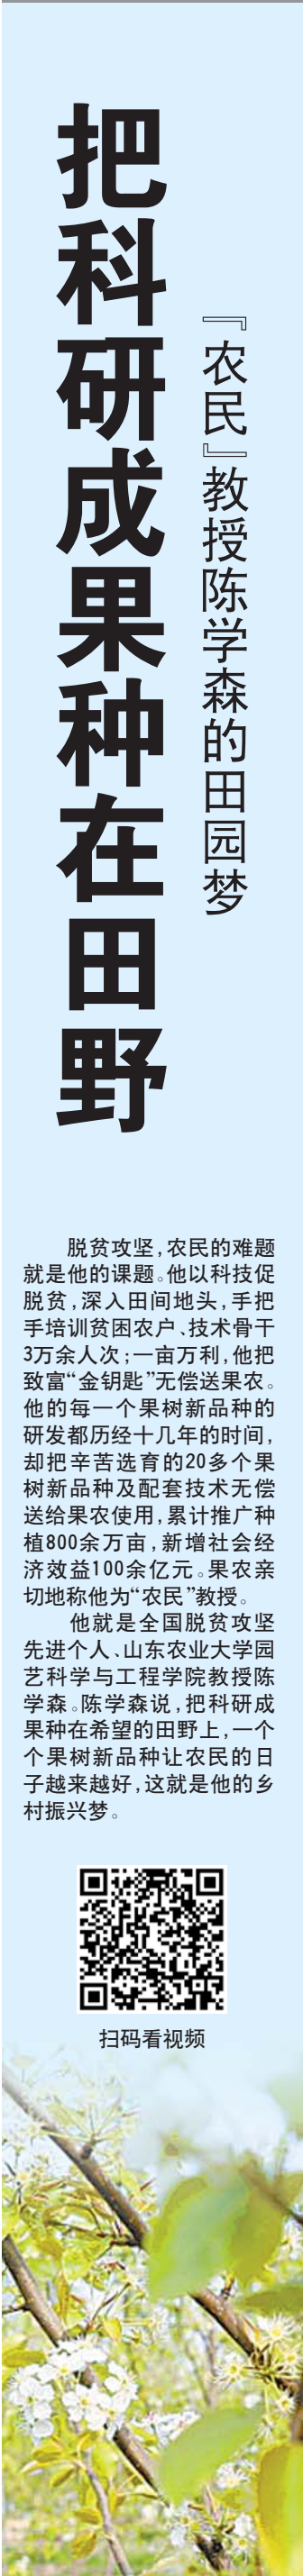 『农民』教授陈学森的田园梦
把科研成果种在田野
脱贫攻坚,农民的难题
就是他的课题。他以科技促
脱贫,深入田间地头,手把
手培训贫困农户、技术骨干
3万余人次;一亩万利,他把
致富“金钥匙”无偿送果农。
他的每一个果树新品种的
研发都历经十几年的时间,
却把辛苦选育的20多个果
树新品种及配套技术无偿
送给果农使用,累计推广种
植800余万亩,新增社会经
济效益100余亿元。果农亲
切地称他为“农民”教授。
他就是全国脱贫攻坚
先进个人、山东农业大学园
艺科学与工程学院教授陈
学森。陈学森说,把科研成
果种在希望的田野上,一个
个果树新品种让农民的日
子越来越好,这就是他的乡
村振兴梦。
扫码看视频